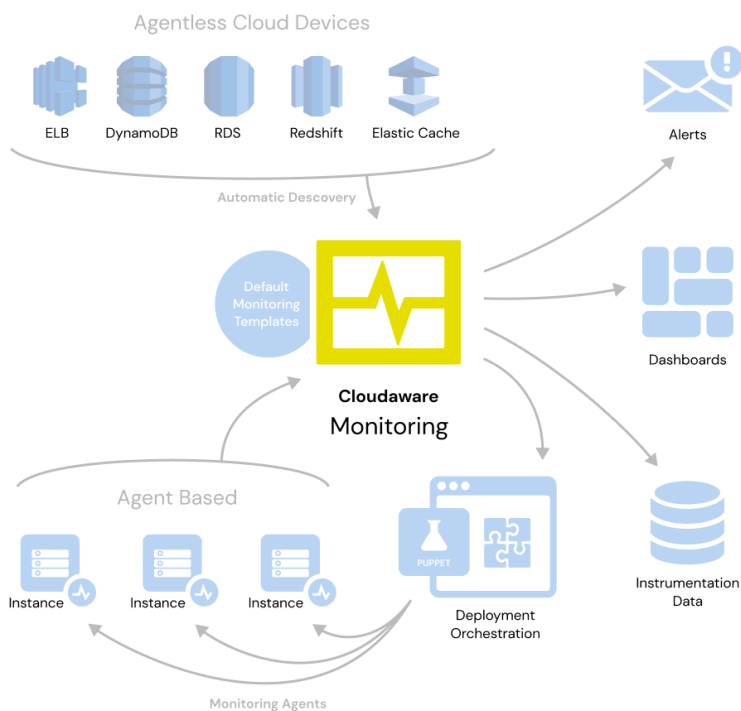 Agentless Cloud Devices
ELB
DynamoDB
RDS
Redshift
Elastic Cache
Alerts
Automatic Descovery
Default
Monitoring
Templates
Dashboards
Cloudaware
Monitoring
Agent Based
PUPPET
Instance
Instance
Instance
Deployment
Orchestration
Instrumentation
Data
Monitoring Agents